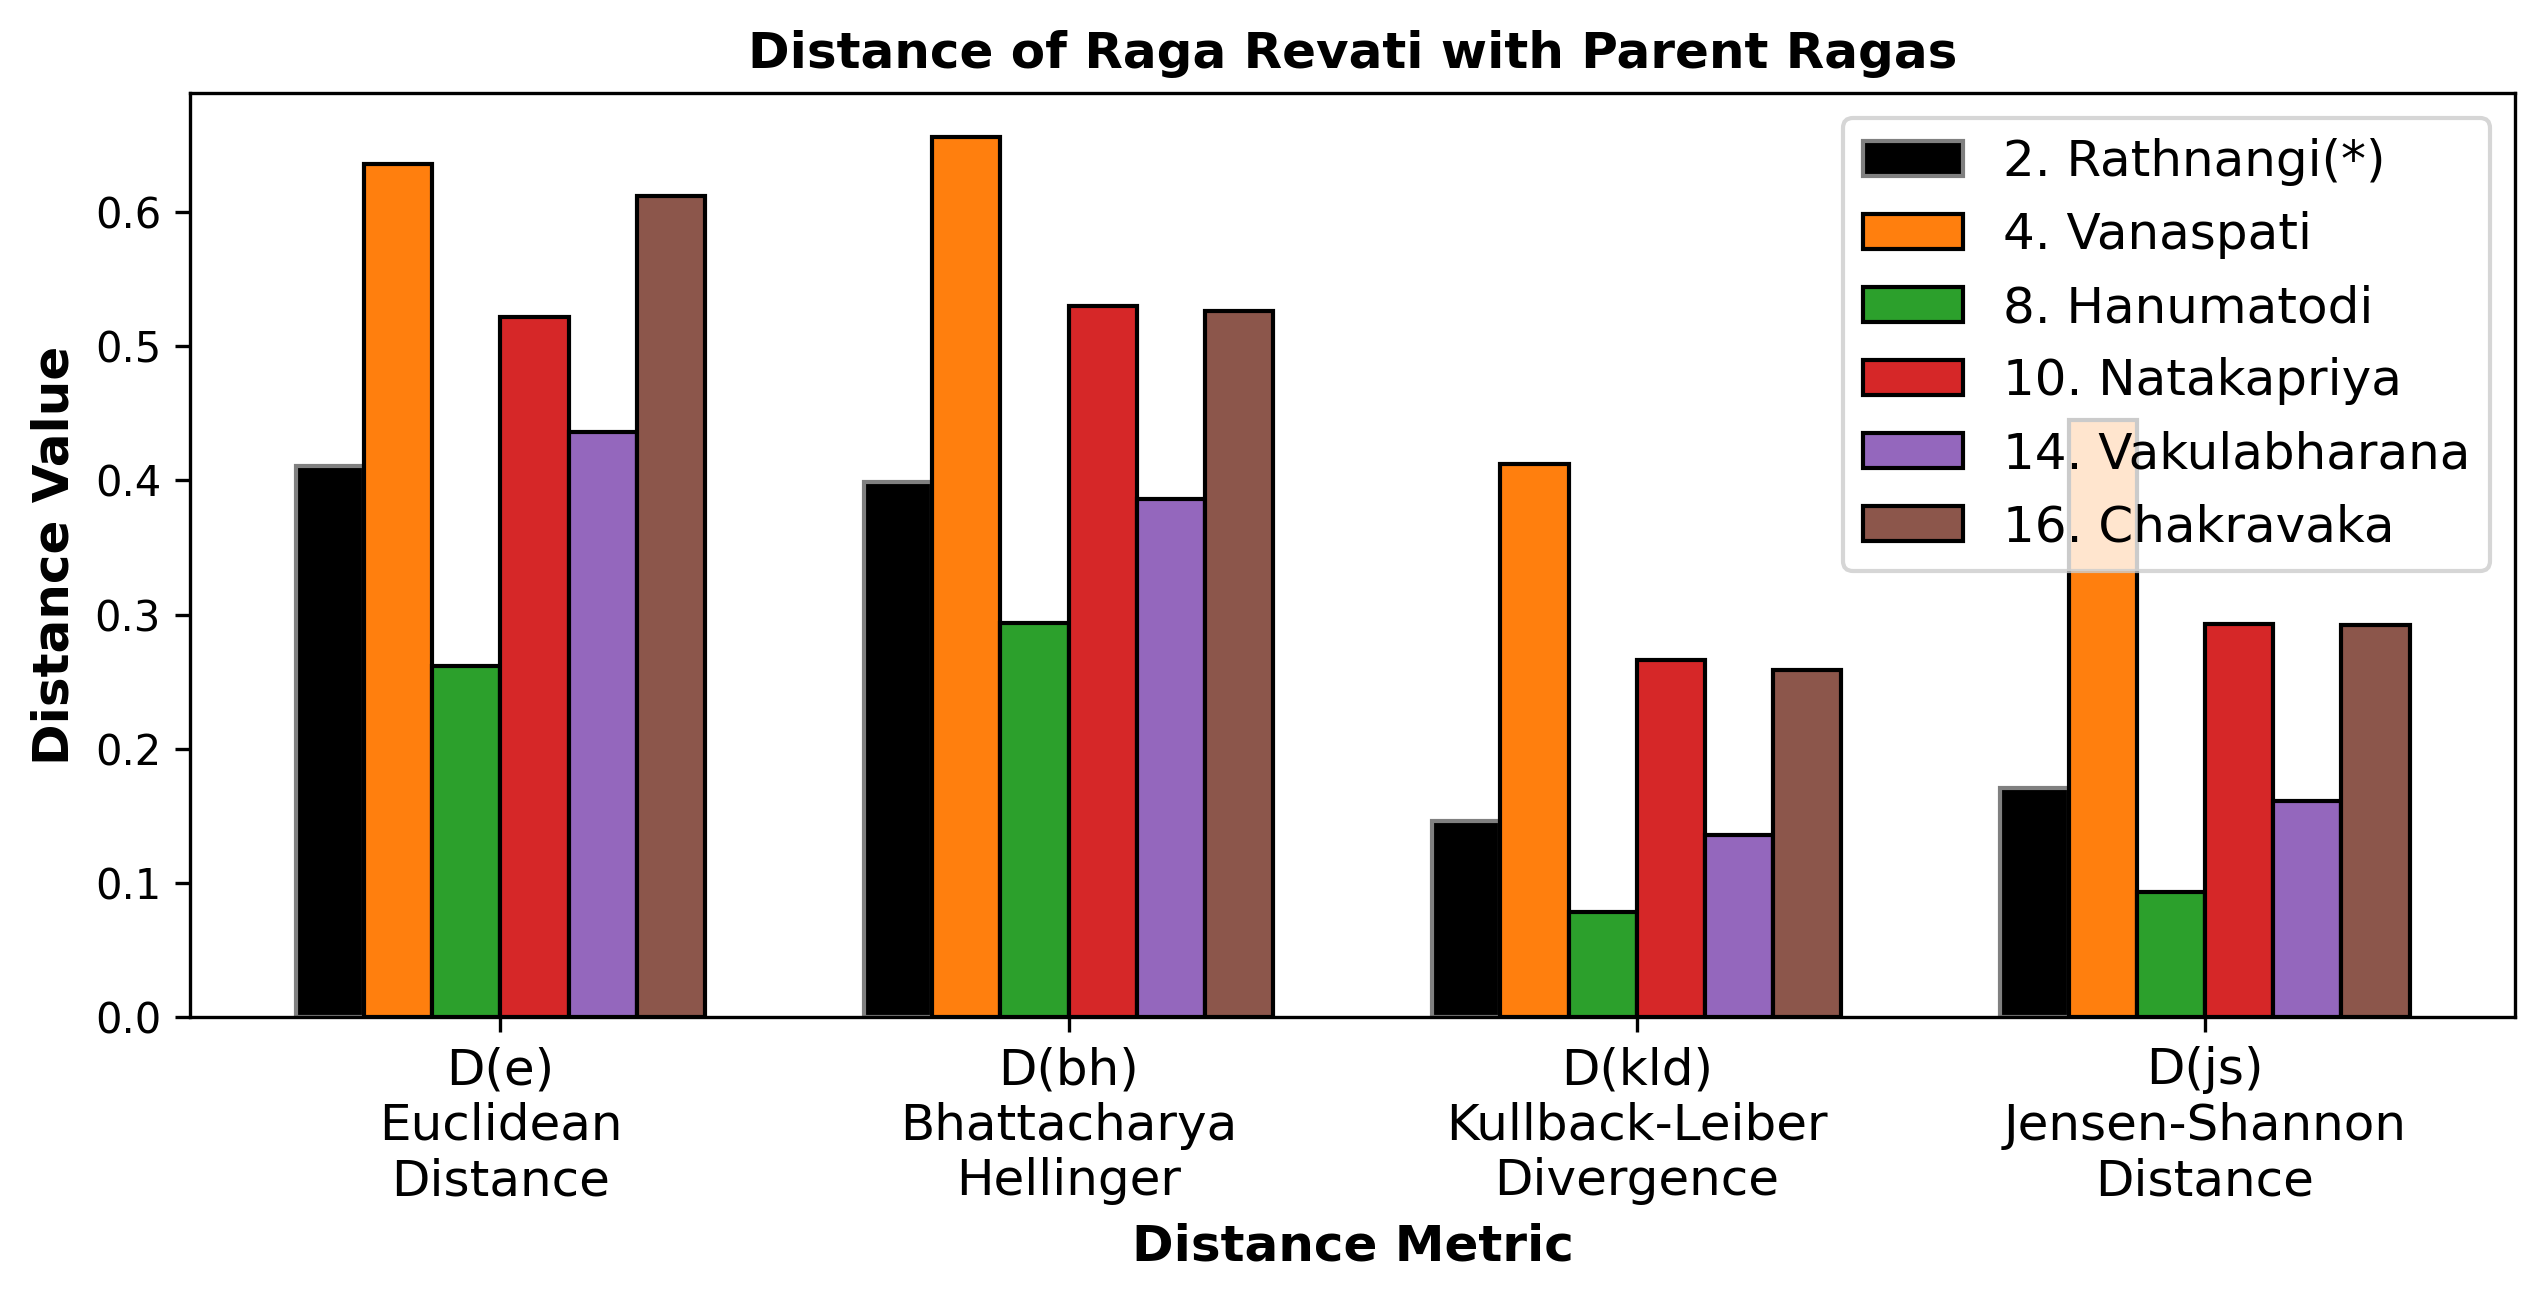 Distance of Raga Revati with Parent Ragas
Distance Value
0.6
0.5
0.4
0.3
0.2
0.1
0.0
2. Rathnangi(*)
4. Vanaspati
8. Hanumatodi
10. Natakapriya
14. Vakulabharana
16. Chakravaka
D(e)
Euclidean
Distance
D(bh)
Bhattacharya
Hellinger
D(kld)
Kullback-Leiber
Divergence
D(js)
Jensen-Shannon
Distance
Distance Metric